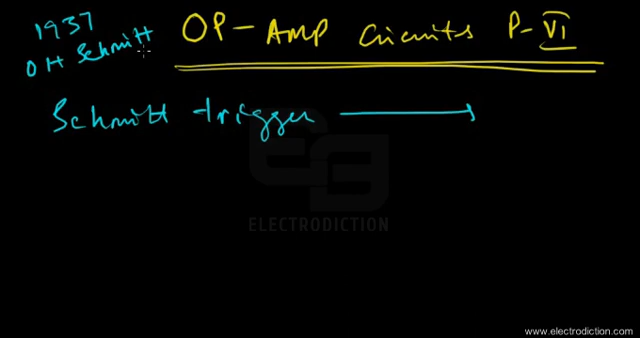 1937
OH Schmitt
OP-AMP Circuits P-VI
Schmitt trigger
ELECTRODICTION
www.electrodiction.com